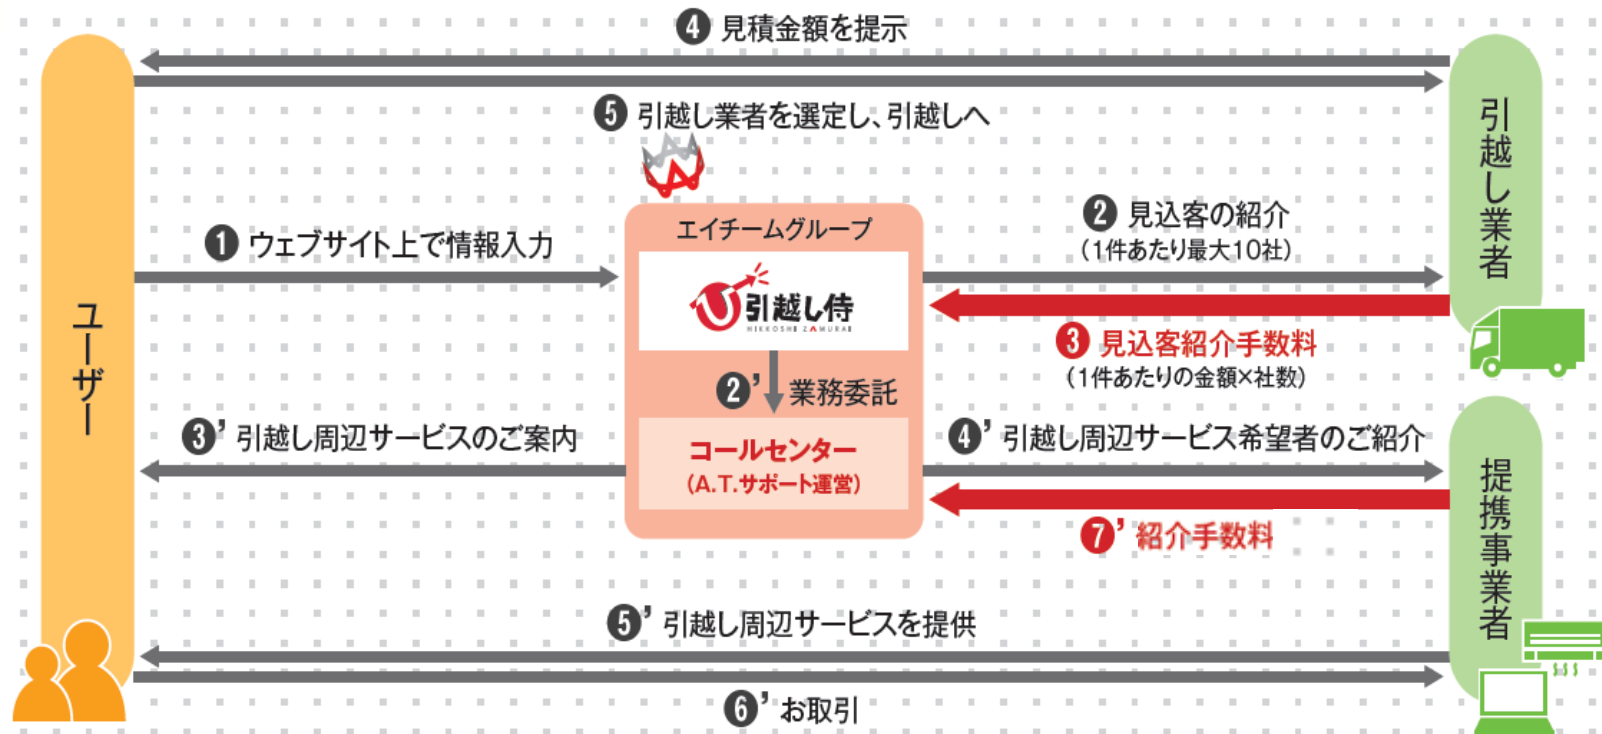 ❹ 見積金額を提示
❺ 引越し業者を選定し、引越しへ
ユーザー
❶ ウェブサイト上で情報入力
エイチームグループ
引越し侍
HIKKOSHI ZAMURAI
❷' 業務委託
コールセンター
(A.T.サポート運営)
❷ 見込客の紹介
(1件あたり最大10社)
❸ 見込客紹介手数料
(1件あたりの金額×社数)
引越し業者
❸' 引越し周辺サービスのご案内
❹' 引越し周辺サービス希望者のご紹介
❼' 紹介手数料
提携事業者
❺' 引越し周辺サービスを提供
❻' お取引